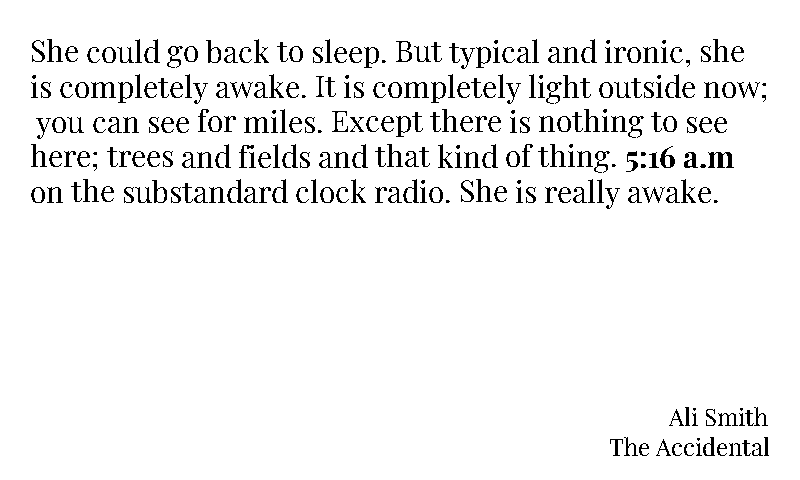 She could go back to sleep. But typical and ironic, she
is completely awake. It is completely light outside now;
you can see for miles. Except there is nothing to see
here; trees and fields and that kind of thing. 5:16 a.m
on the substandard clock radio. She is really awake.
Ali Smith
The Accidental